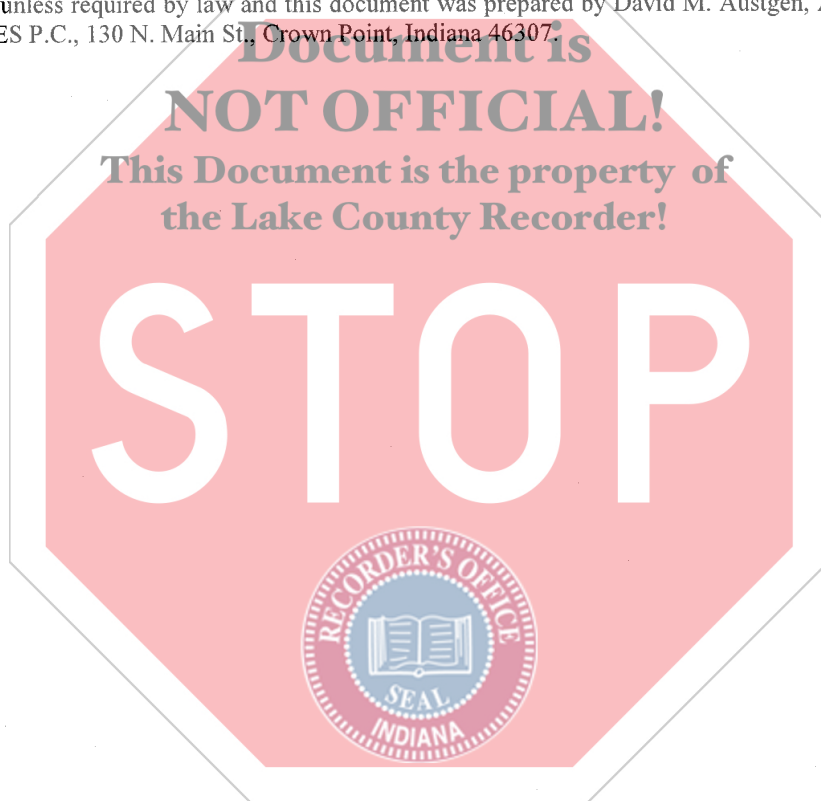 unless required by law and this document was prepared by David M. Austgen,
ES P.C., 130 N. Main St., Crown Point, Indiana 46307.
Document is
NOT OFFICIAL!
This Document is the property of
the Lake County Recorder!
STOP
RECORDER'S OFFICE
SEAL
INDIANA